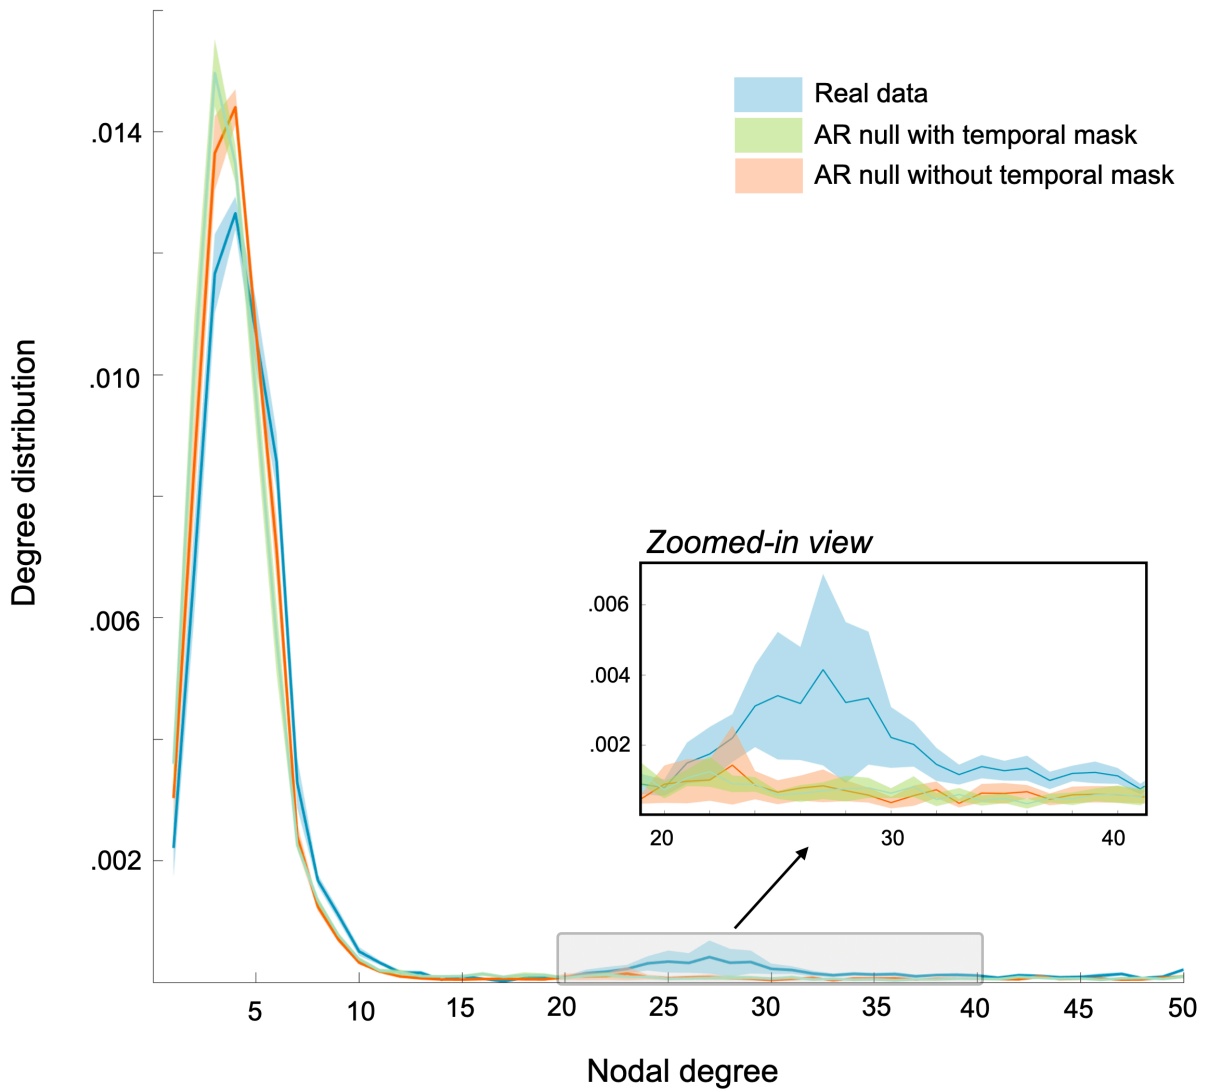 Real data
AR null with temporal mask
AR null without temporal mask
Degree distribution
.014
.010
.006
.002
Zoomed-in view
.006
.004
.002
20 30 40
5 10 15 20 25 30 35 40 45 50
Nodal degree